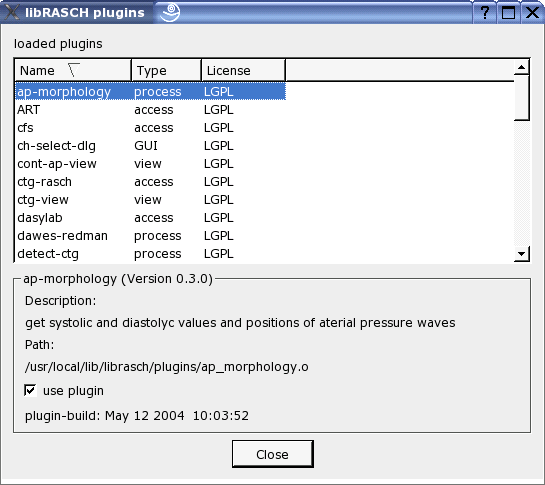 libRASCH plugins
loaded plugins
Name Type License
ap-morphology process LGPL
ART access LGPL
cfs access LGPL
ch-select-dlg GUI LGPL
cont-ap-view view LGPL
ctg-rasch access LGPL
ctg-view view LGPL
dasylab access LGPL
dawes-redman process LGPL
detect-ctg process LGPL
ap-morphology (Version 0.3.0)
Description:
get systolic and diastolyc values and positions of aterial pressure waves
Path:
/usr/local/lib/librasch/plugins/ap_morphology.o
use plugin
plugin-build: May 12 2004 10:03:52
Close